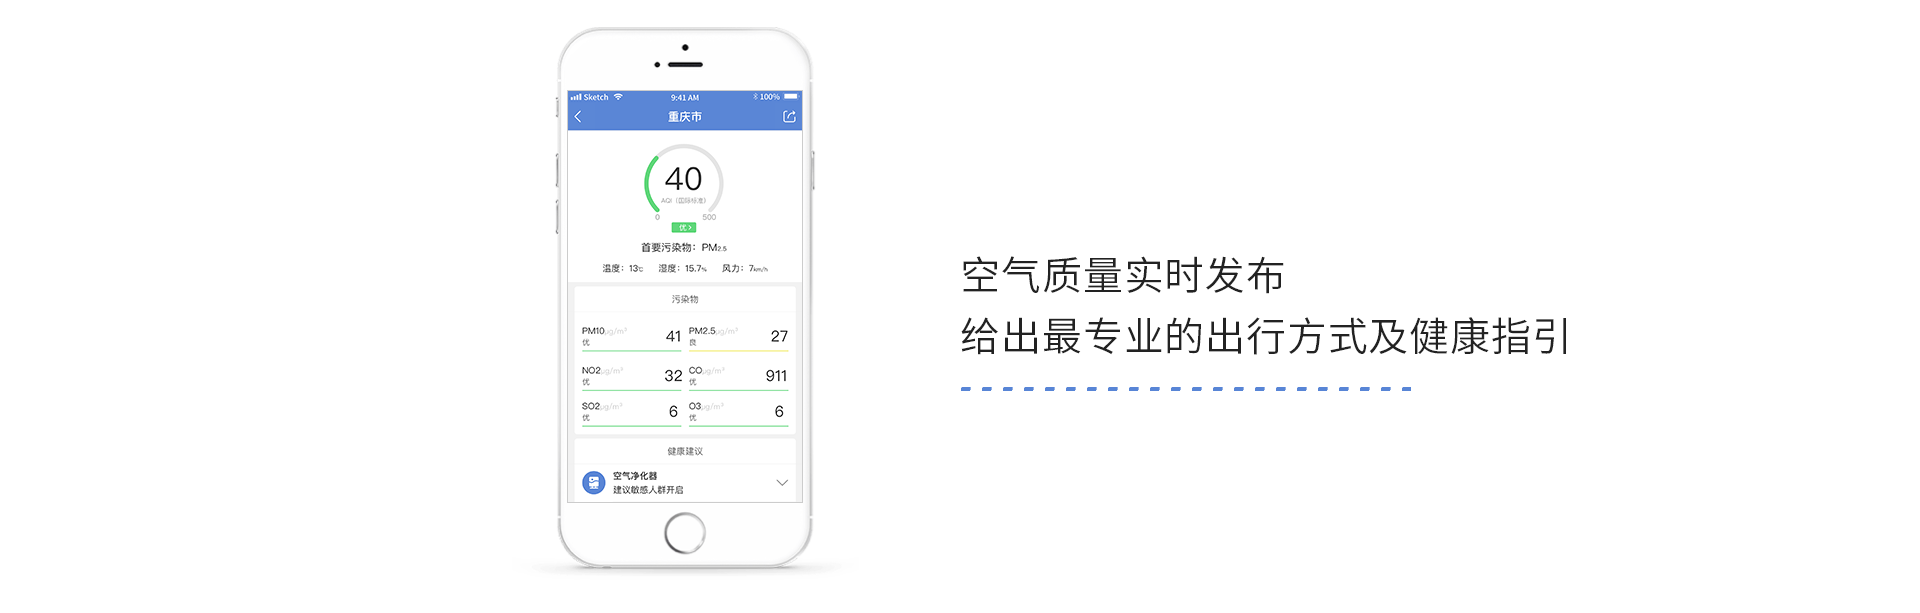 Sketch 9:41 AM 100%
重庆市
40
AQI（国际标准）
0 500
优 >
首要污染物：PM2.5
温度：13℃ 湿度：15.7% 风力：7km/h
污染物
PM10μg/m³ 41 PM2.5μg/m³ 27
优 良
NO2μg/m³ 32 COμg/m³ 911
优 优
SO2μg/m³ 6 O3μg/m³ 6
优 优
健康建议
空气净化器
建议敏感人群开启
空气质量实时发布
给出最专业的出行方式及健康指引